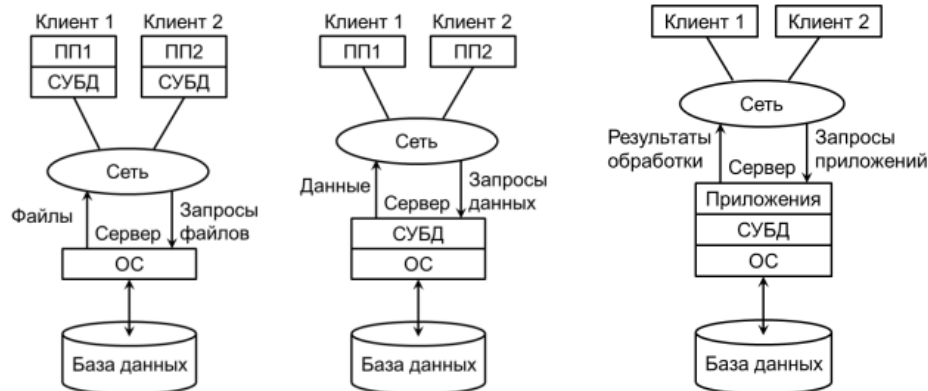 Клиент 1 Клиент 2
ПП1 ПП2
СУБД СУБД
Сеть
Файлы
Запросы
файлов
Сервер
ОС
База данных
Клиент 1 Клиент 2
ПП1 ПП2
Сеть
Данные
Запросы
данных
Сервер
СУБД
ОС
База данных
Клиент 1 Клиент 2
Сеть
Результаты
обработки
Запросы
приложений
Сервер
Приложения
СУБД
ОС
База данных